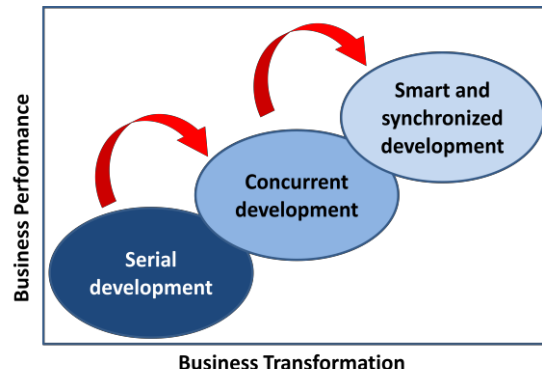 Business Performance
Smart and
synchronized
development
Concurrent
development
Serial
development
Business Transformation